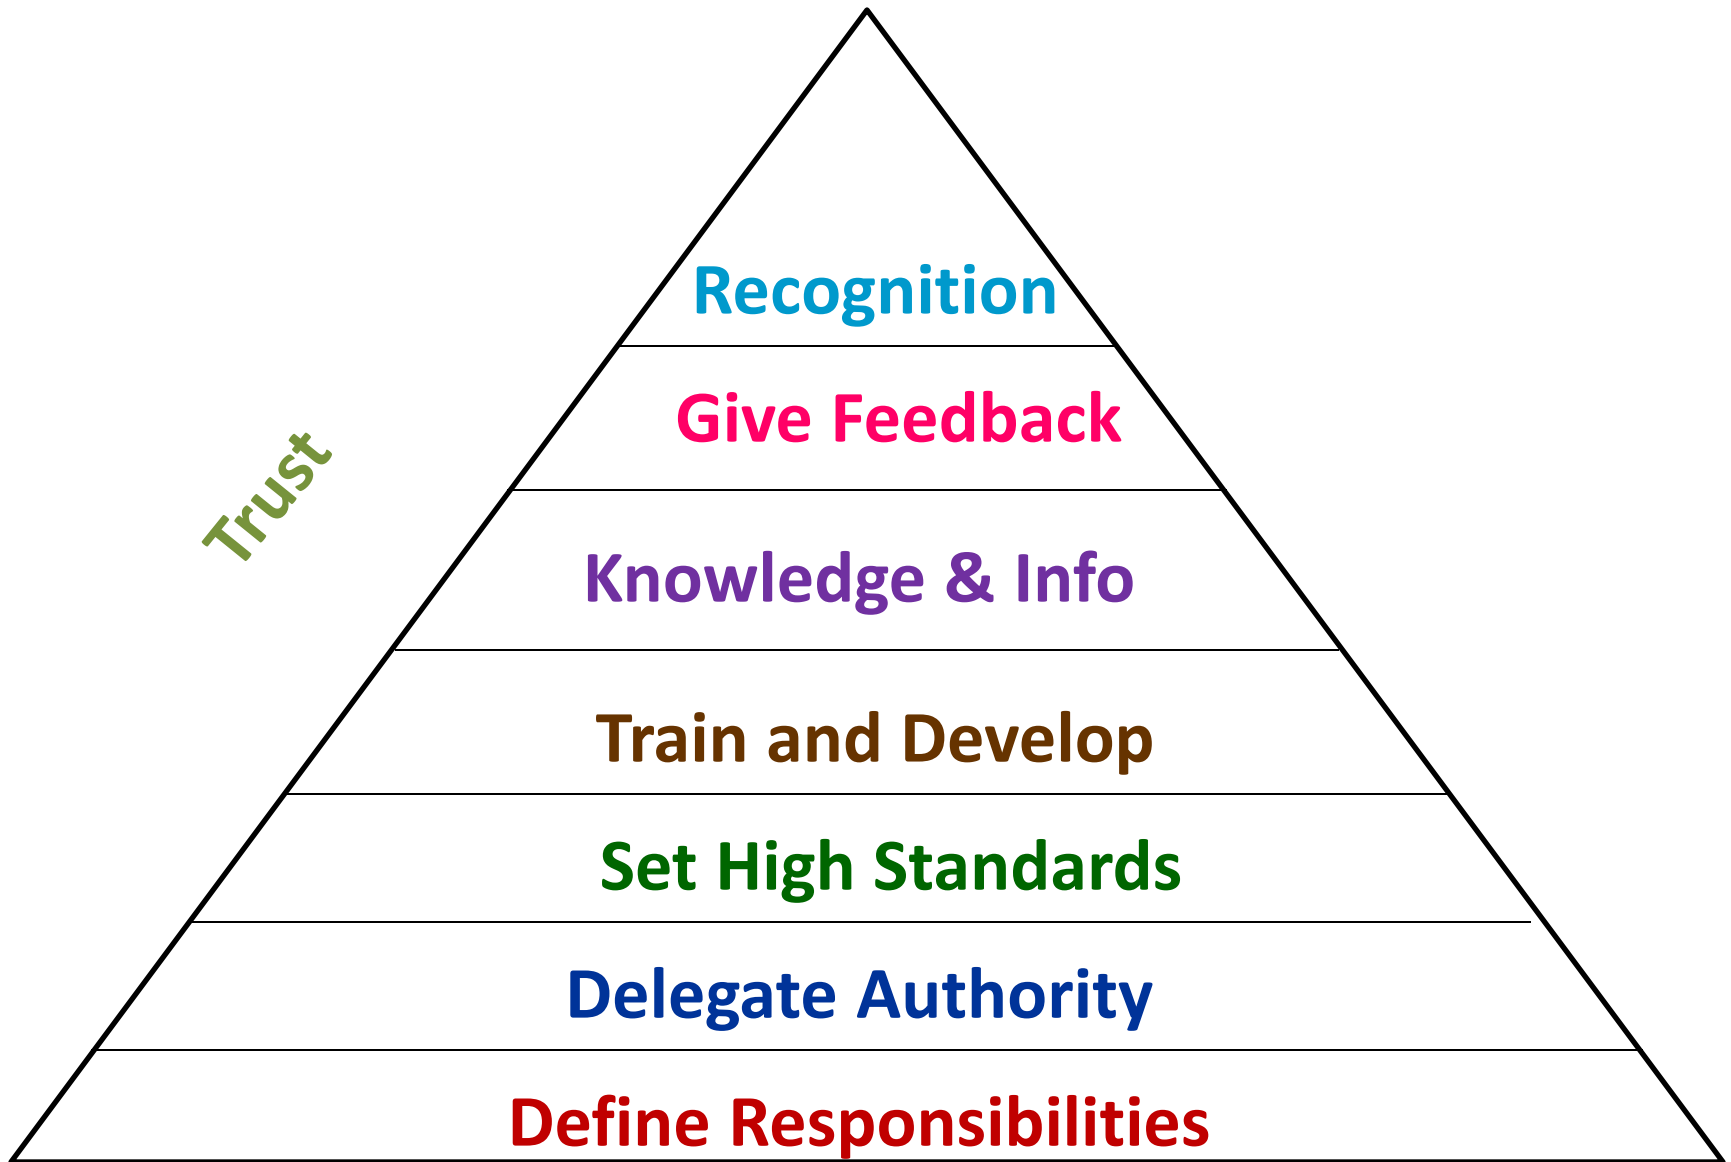 Recognition
Give Feedback
Trust
Knowledge & Info
Train and Develop
Set High Standards
Delegate Authority
Define Responsibilities